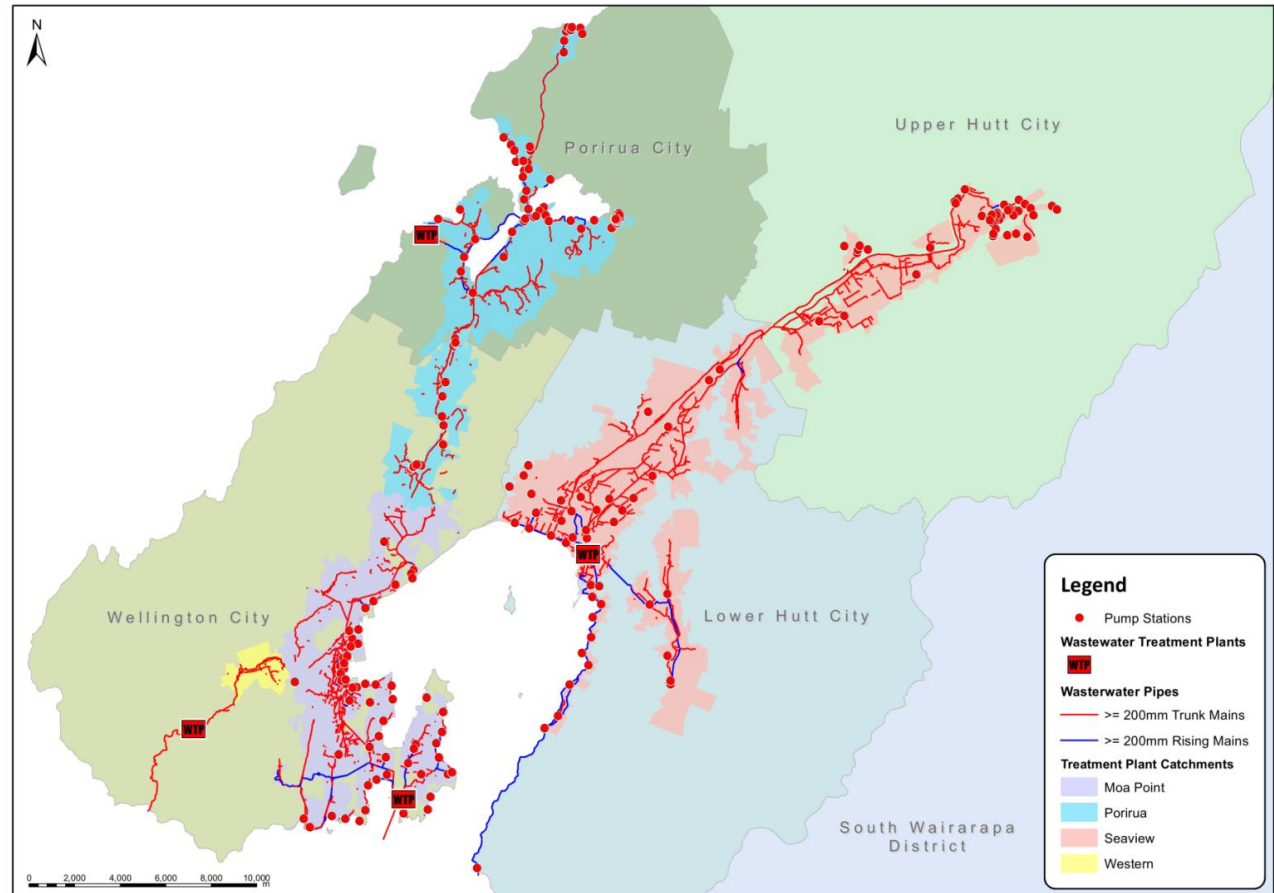 N
Upper Hutt City
Porirua City
WTP
WTP
Wellington City
Lower Hutt City
WTP
WTP
South Wairarapa
District
Legend
Pump Stations
Wastewater Treatment Plants
WTP
Wasterwater Pipes
>= 200mm Trunk Mains
>= 200mm Rising Mains
Treatment Plant Catchments
Moa Point
Porirua
Seaview
Western
0 2,000 4,000 6,000 8,000 10,000
m